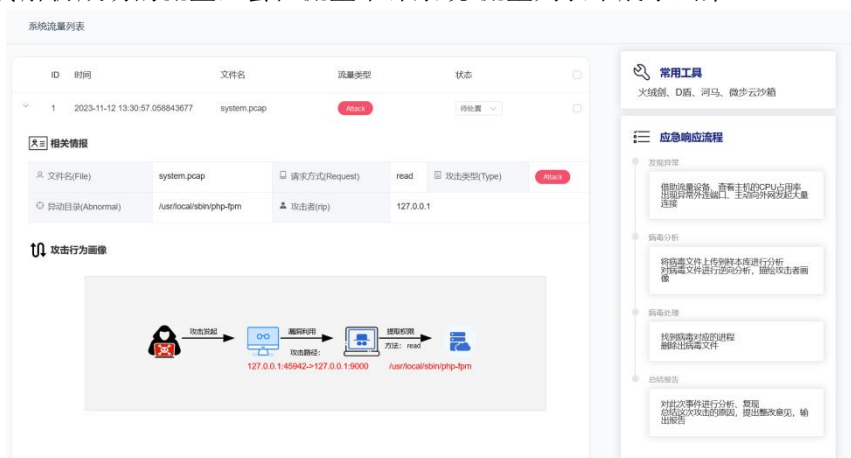 系统流量列表
ID 时间 文件名 流量类型 状态
1 2023-11-12 13:30:57.058843677 system.pcap Attack 待处置
相关情报
文件名(File) system.pcap 请求方式(Request) read 攻击类型(Type) Attack
异动目录(Abnormal) /usr/local/sbin/php-fpm 攻击者(rip) 127.0.0.1
攻击行为画像
攻击发起 漏洞利用 提取权限
攻击路径: 方法: read
127.0.0.1:45942->127.0.0.1:9000 /usr/local/sbin/php-fpm
常用工具
火绒剑、D盾、河马、微步云沙箱
应急响应流程
发现异常
借助流量设备、查看主机的CPU占用率
出现异常外连端口、主动向外网发起大量
连接
病毒分析
将病毒文件上传到样本库进行分析
对病毒文件进行逆向分析,描绘攻击者画
像
病毒处理
找到病毒对应的进程
删除出病毒文件
总结报告
对此次事件进行分析、复现
总结这次攻击的原因,提出整改意见,输
出报告